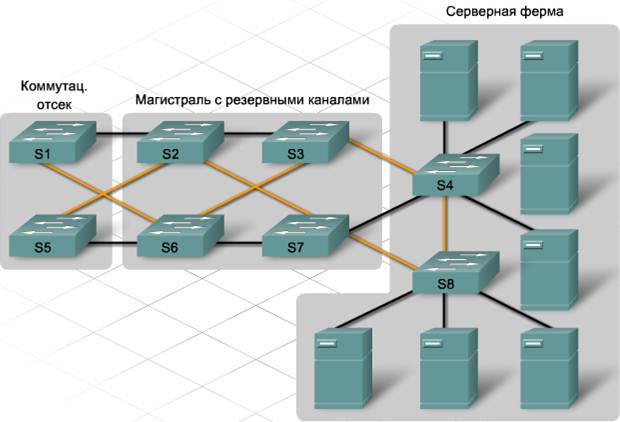 Серверная ферма
Коммутац.
отсек
Магистраль с резервными каналами
S1
S2
S3
S4
S5
S6
S7
S8